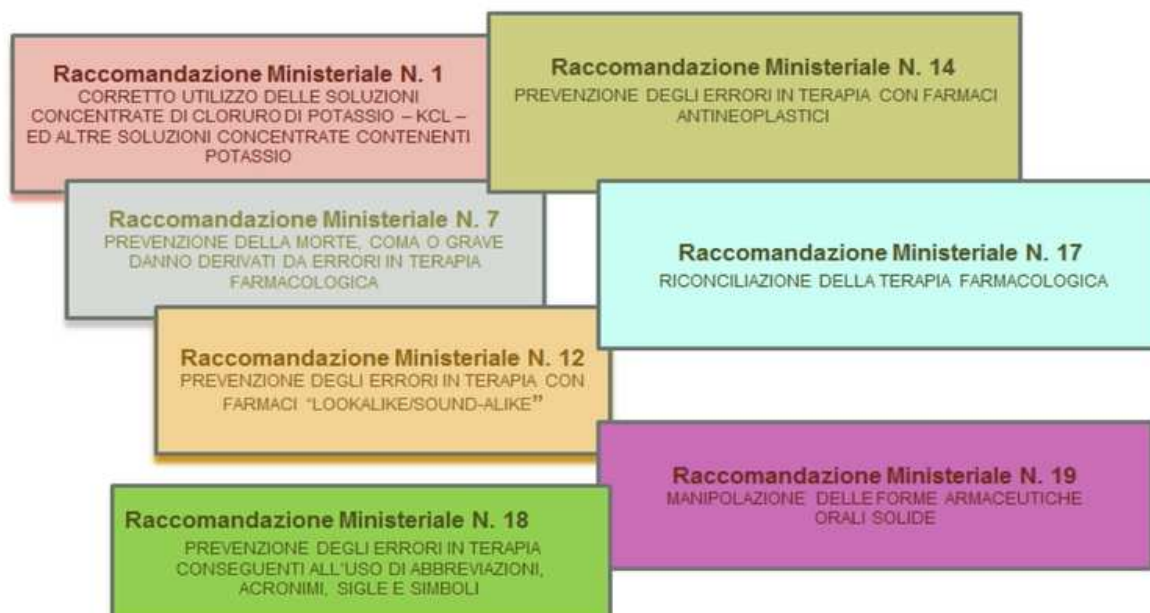 Raccomandazione Ministeriale N. 1
CORRETTO UTILIZZO DELLE SOLUZIONI
CONCENTRATE DI CLORURO DI POTASSIO – KCL –
ED ALTRE SOLUZIONI CONCENTRATE CONTENENTI
POTASSIO
Raccomandazione Ministeriale N. 14
PREVENZIONE DEGLI ERRORI IN TERAPIA CON FARMACI
ANTINEOPLASTICI
Raccomandazione Ministeriale N. 7
PREVENZIONE DELLA MORTE, COMA O GRAVE
DANNO DERIVATI DA ERRORI IN TERAPIA
FARMACOLOGICA
Raccomandazione Ministeriale N. 17
RICONCILIAZIONE DELLA TERAPIA FARMACOLOGICA
Raccomandazione Ministeriale N. 12
PREVENZIONE DEGLI ERRORI IN TERAPIA CON
FARMACI “LOOKALIKE/SOUND-ALIKE”
Raccomandazione Ministeriale N. 19
MANIPOLAZIONE DELLE FORME ARMACEUTICHE
ORALI SOLIDE
Raccomandazione Ministeriale N. 18
PREVENZIONE DEGLI ERRORI IN TERAPIA
CONSEGUENTI ALL'USO DI ABBREVIAZIONI,
ACRONIMI, SIGLE E SIMBOLI